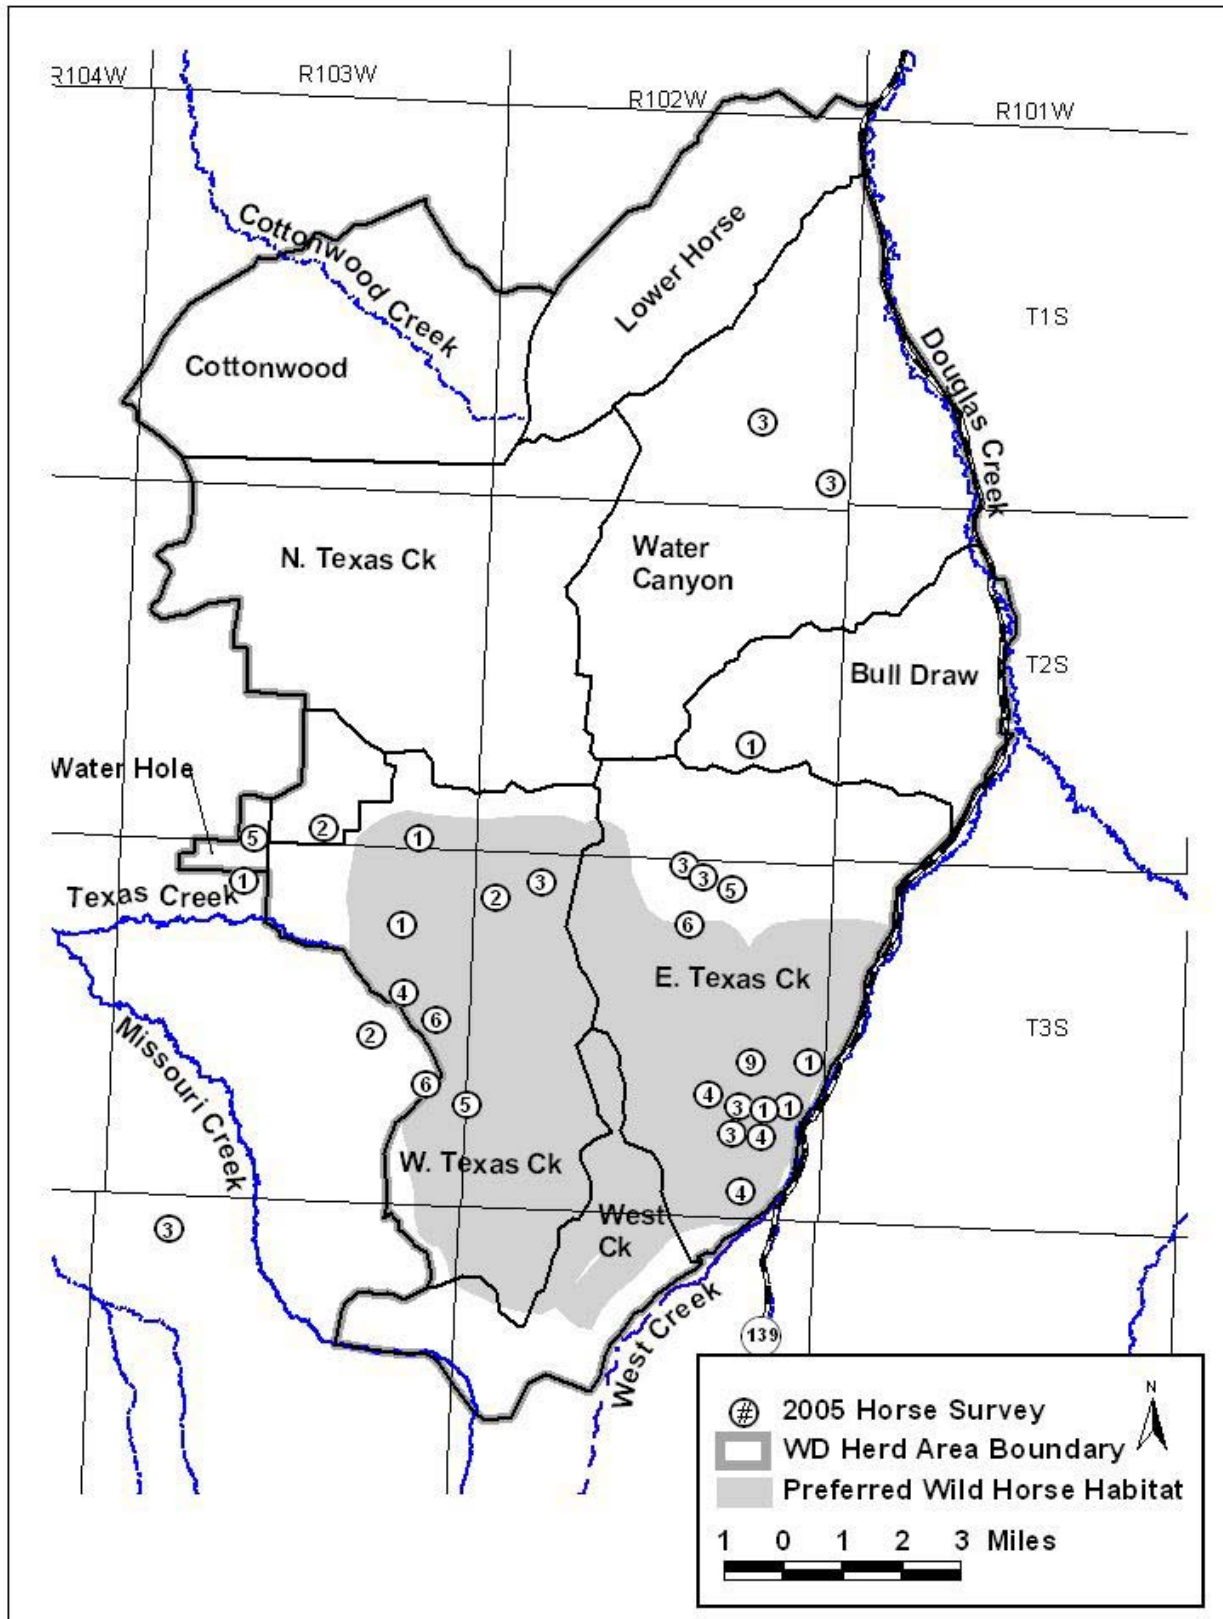 R104W
R103W
R102W
R101W
Cottonwood Creek
Lower Horse
T1S
Douglas Creek
Cottonwood
3
3
N. Texas Ck
Water
Canyon
T2S
Bull Draw
1
Water Hole
5
2
1
1
3
3
5
2
3
Texas Creek
1
6
E. Texas Ck
4
6
2
T3S
Missouri Creek
9
1
6
5
4
3
1
1
3
4
W. Texas Ck
4
West
Ck
3
West Creek
139
N
# 2005 Horse Survey
WD Herd Area Boundary
Preferred Wild Horse Habitat
1 0 1 2 3 Miles